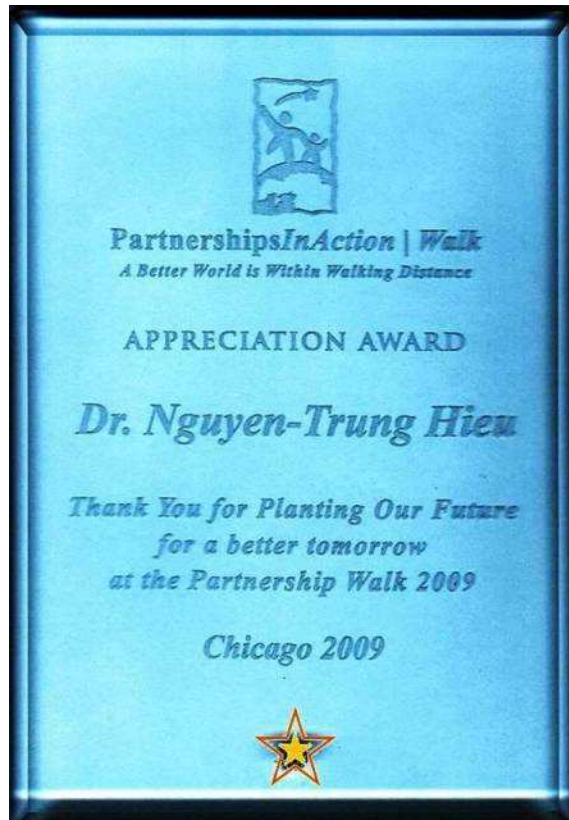 PartnershipsInAction | Walk
A Better World is Within Walking Distance
APPRECIATION AWARD
Dr. Nguyen-Trung Hieu
Thank You for Planting Our Future
for a better tomorrow
at the Partnership Walk 2009
Chicago 2009